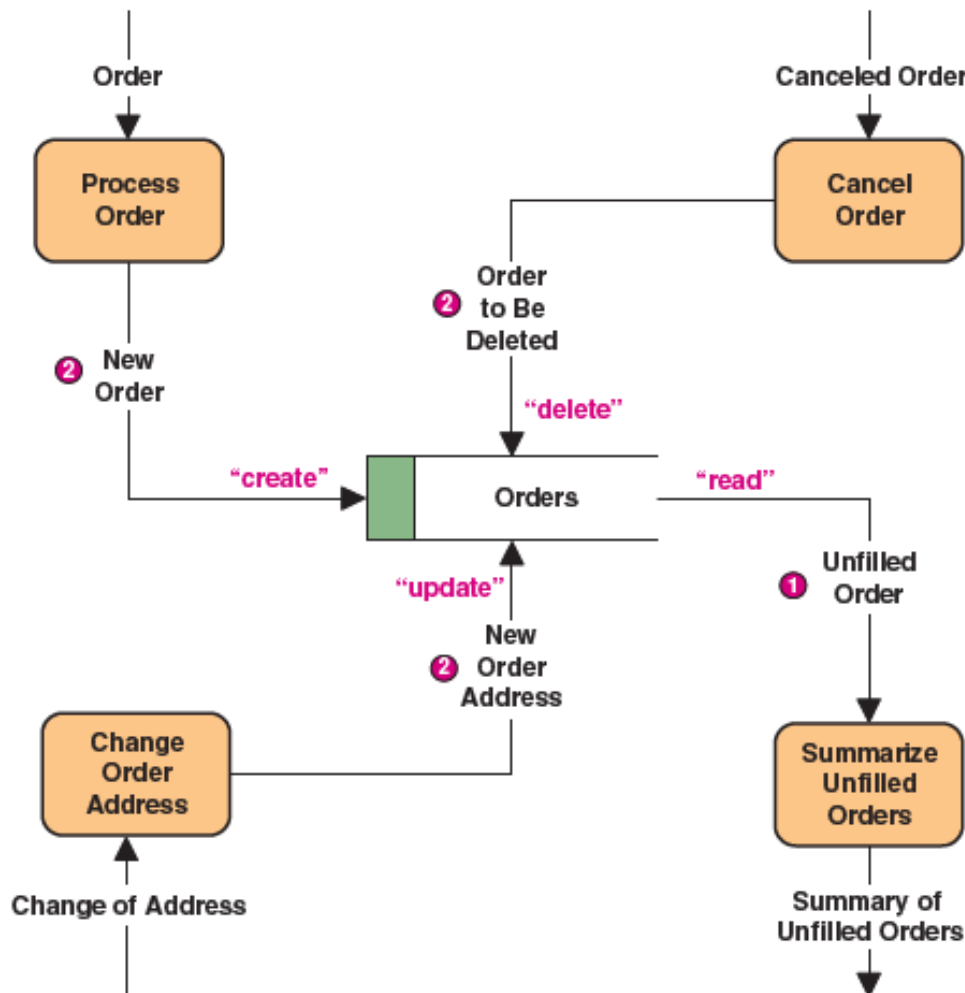 Order
Canceled Order
Process
Order
Cancel
Order
Order
2 to Be
Deleted
New
2
Order
“delete”
“create”
Orders
“read”
“update”
Unfilled
1
Order
New
2 Order
Address
Change
Order
Address
Summarize
Unfilled
Orders
Change of Address
Summary of
Unfilled Orders